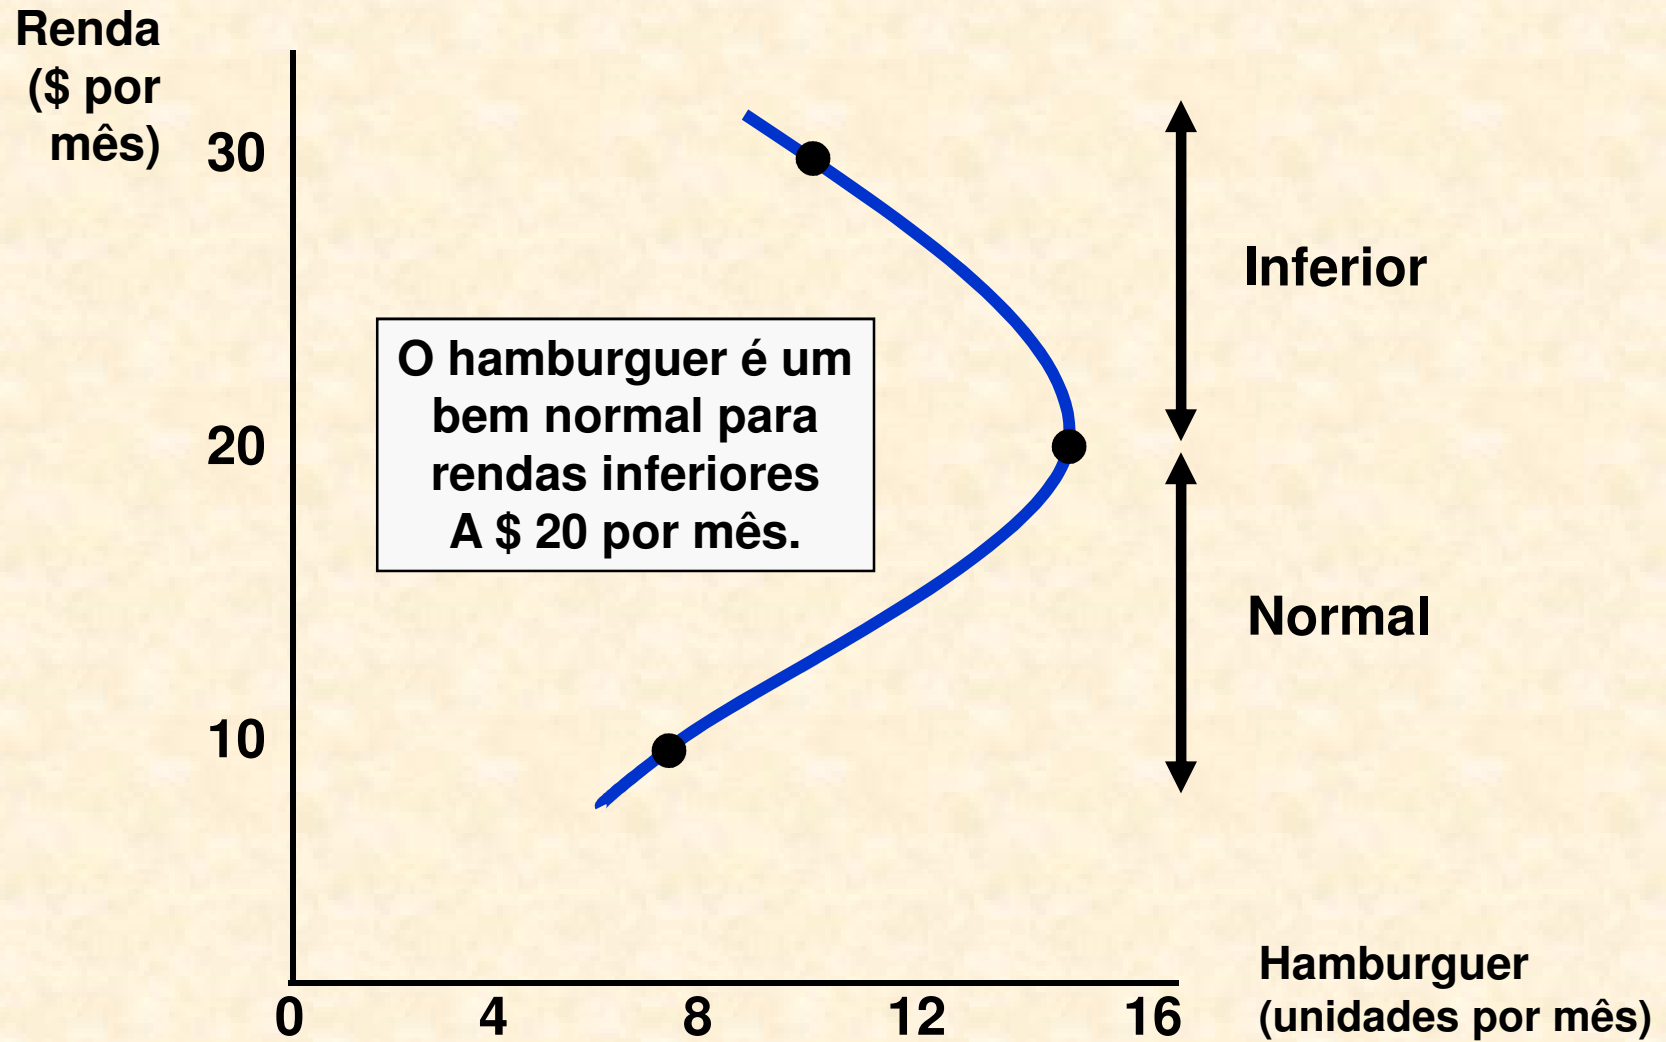 Renda
($ por
mês)
30
20
10
O hamburguer é um
bem normal para
rendas inferiores
A $ 20 por mês.
Inferior
Normal
0 4 8 12 16
Hamburguer
(unidades por mês)